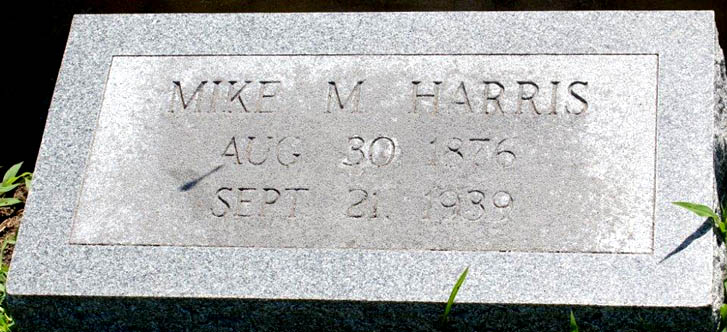 MIKE M HARRIS
AUG 30 1876
SEPT 21, 1939